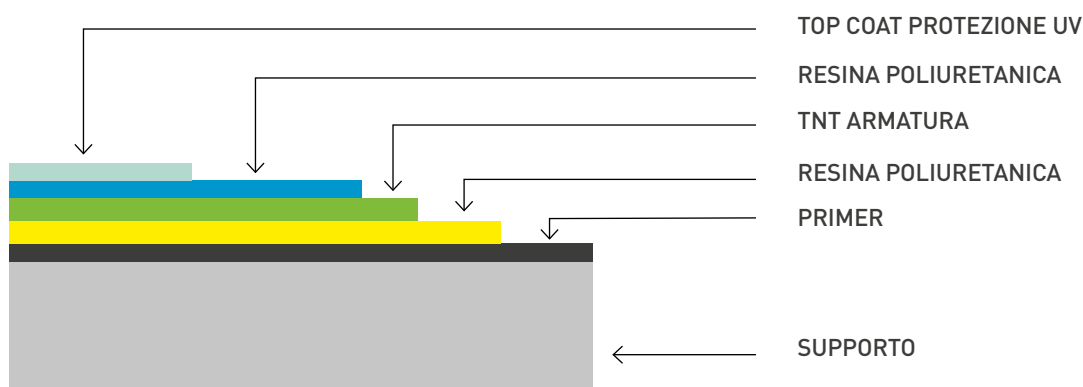 TOP COAT PROTEZIONE UV
RESINA POLIURETANICA
TNT ARMATURA
RESINA POLIURETANICA
PRIMER
SUPPORTO